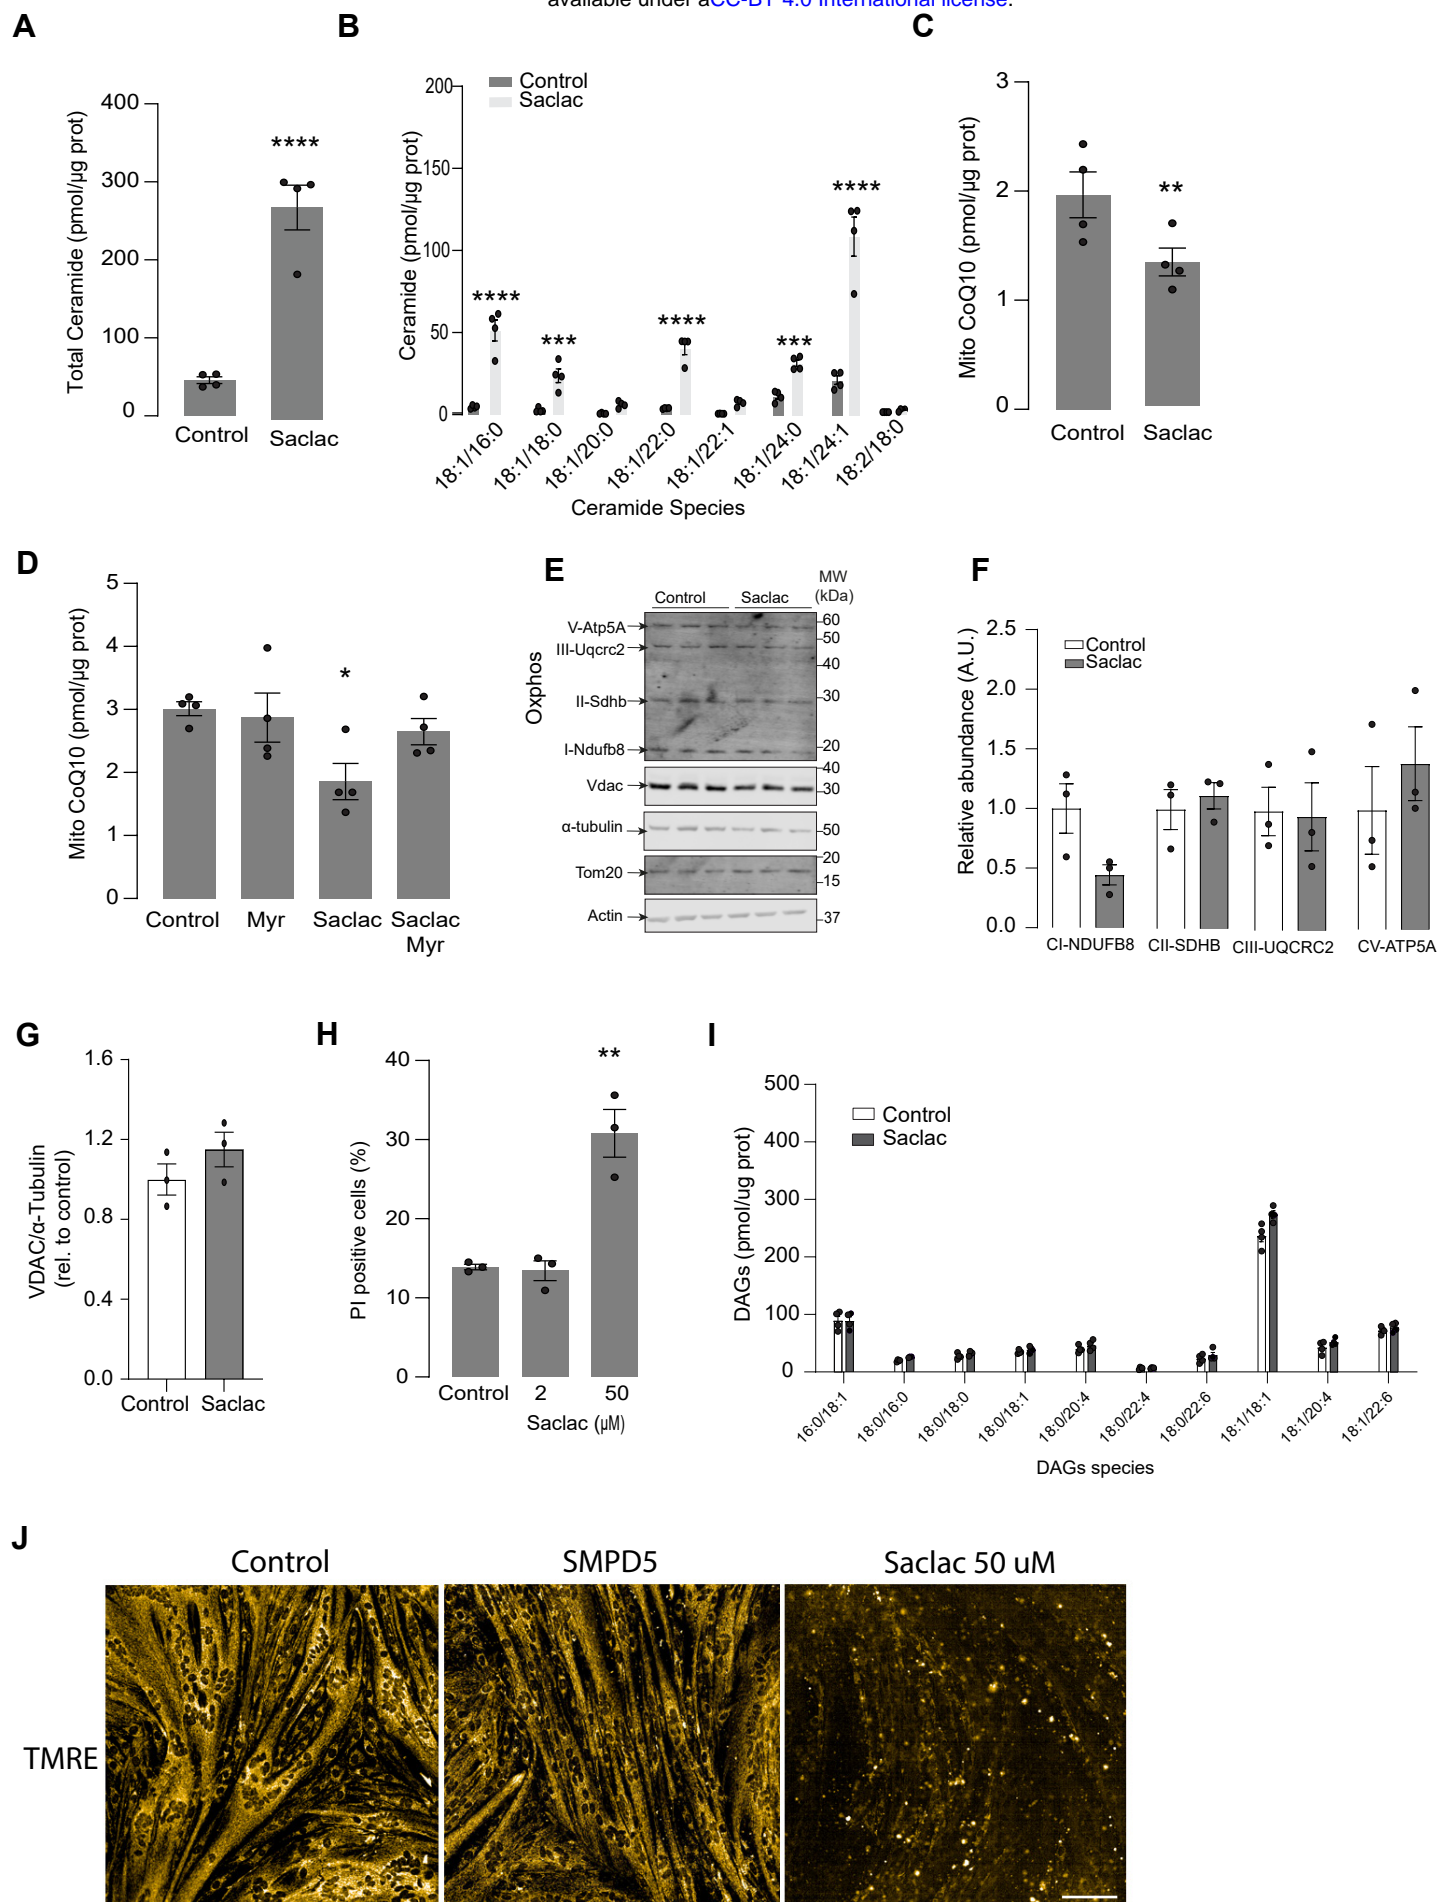 available under aCC-BY 4.0 International license.
A
Total Ceramide (pmol/µg prot)
400
300
200
100
0
****
Control
Saclac
B
Ceramide (pmol/µg prot)
200
150
100
50
0
Control
Saclac
****
***
****
***
****
18:1/16:0
18:1/18:0
18:1/20:0
18:1/22:0
18:1/22:1
18:1/24:0
18:1/24:1
18:2/18:0
Ceramide Species
C
Mito CoQ10 (pmol/µg prot)
3
2
1
0
**
Control
Saclac
D
Mito CoQ10 (pmol/µg prot)
5
4
3
2
1
0
*
Control
Myr
Saclac
Saclac
Myr
E
Oxphos
Control
Saclac
MW
(kDa)
V-Atp5A
III-Uqcrc2
II-Sdhb
I-Ndufb8
Vdac
α-tubulin
Tom20
Actin
60
50
40
30
20
40
30
50
20
15
37
F
Relative abundance (A.U.)
2.5
2.0
1.5
1.0
0.5
0.0
Control
Saclac
CI-NDUFB8
CII-SDHB
CIII-UQCRC2
CV-ATP5A
G
VDAC/α-Tubulin
(rel. to control)
1.6
1.2
0.8
0.4
0.0
Control
Saclac
H
PI positive cells (%)
40
30
20
10
0
**
Control
2
50
Saclac (µM)
I
DAGs (pmol/ug prot)
500
400
300
200
100
0
Control
Saclac
16:0/18:1
18:0/16:0
18:0/18:0
18:0/18:1
18:0/20:4
18:0/22:4
18:0/22:6
18:1/18:1
18:1/20:4
18:1/22:6
DAGs species
J
Control
SMPD5
Saclac 50 uM
TMRE